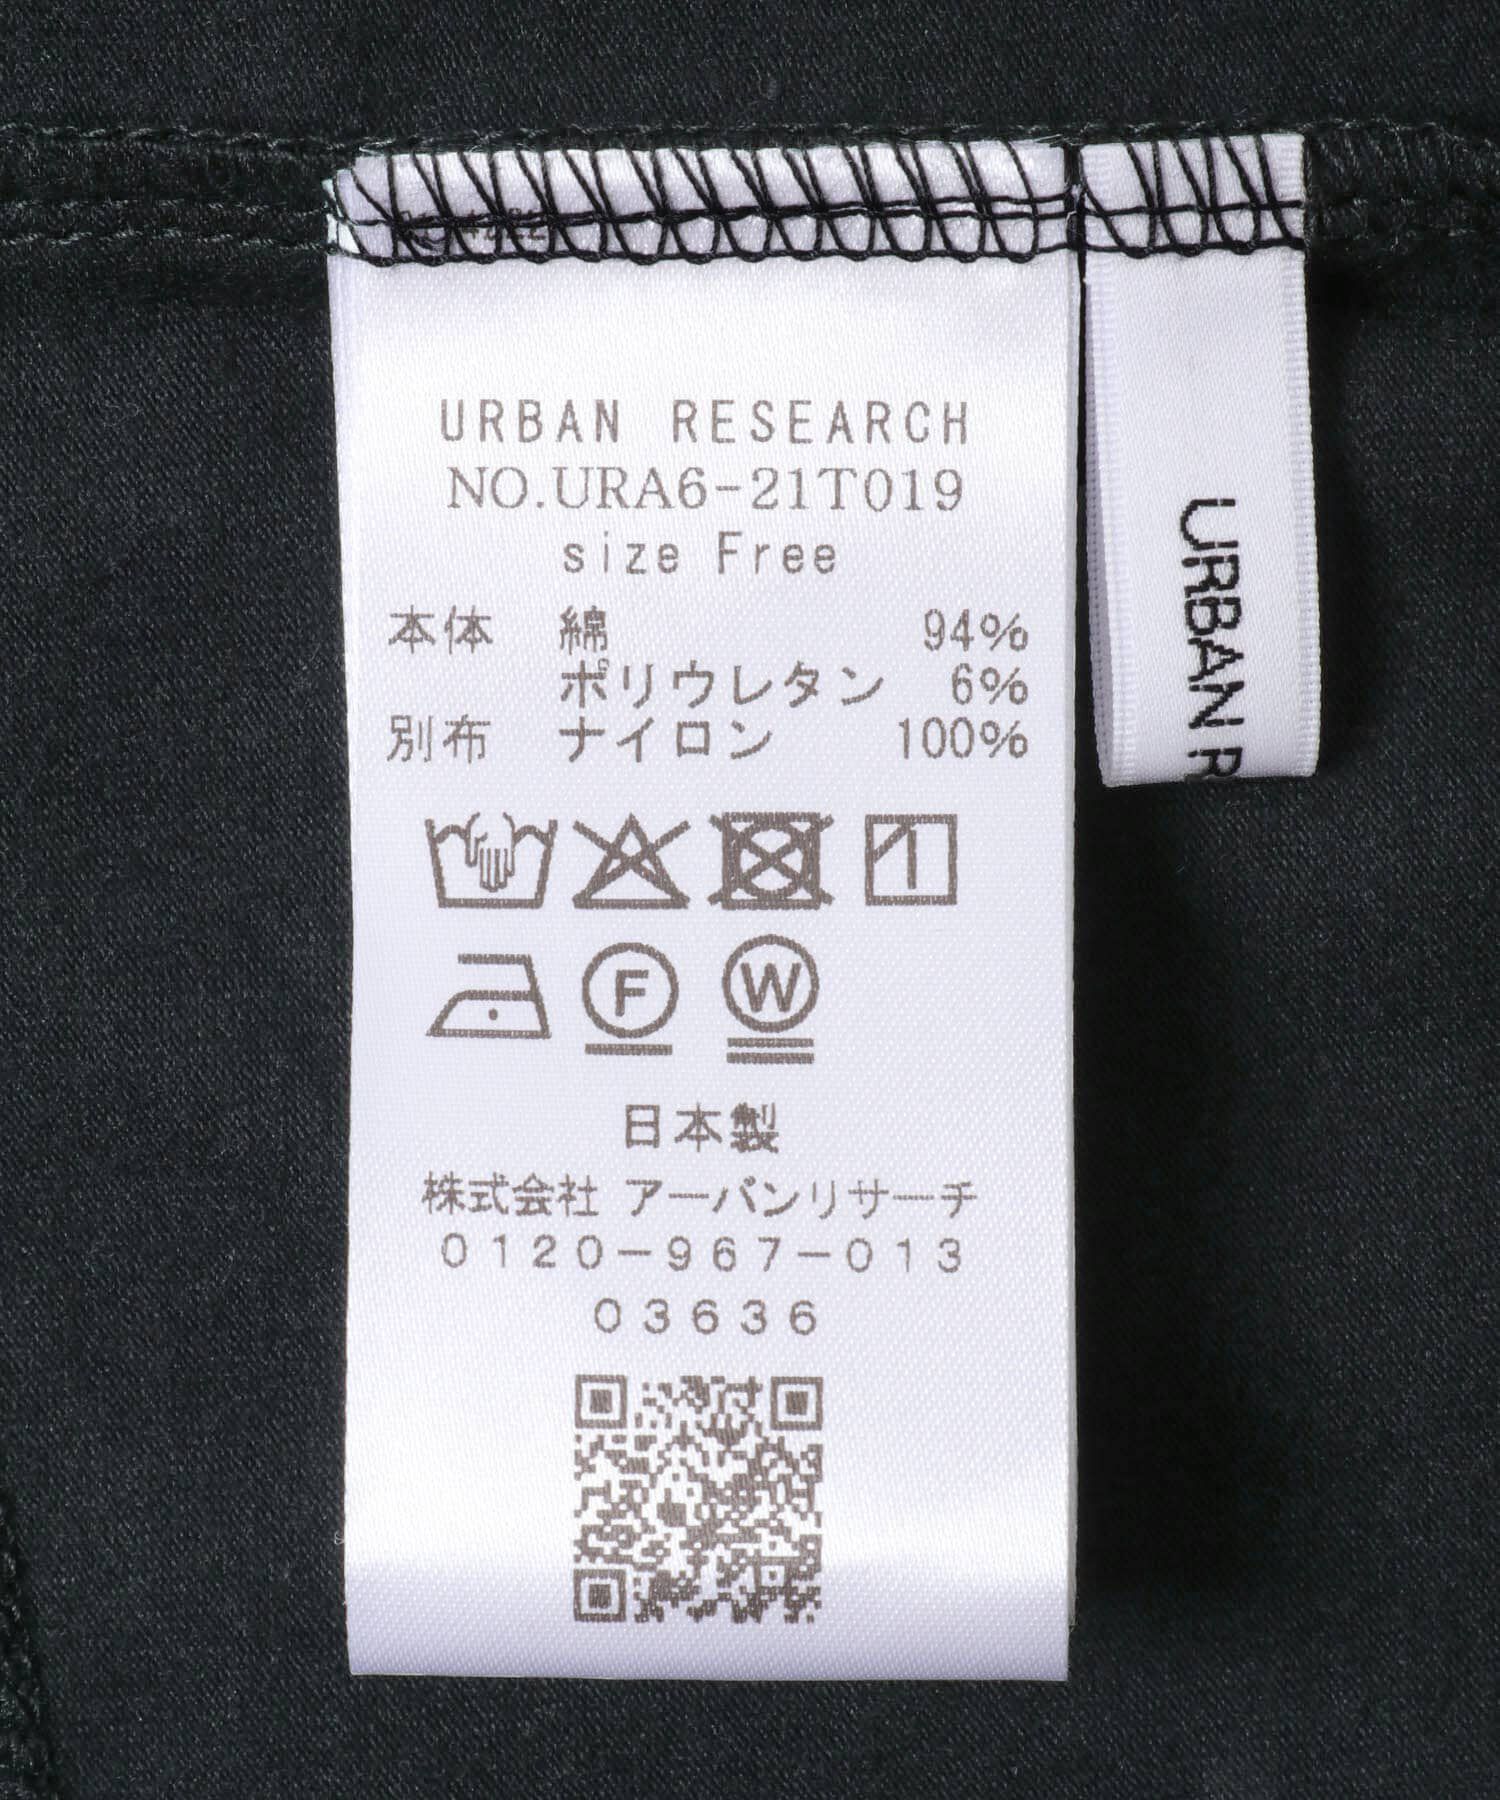 URBAN RESEARCH
NO.URA6-21T019
size Free
本体 綿 94%
ポリウレタン 6%
別布 ナイロン 100%
F W
日本製
株式会社 アーバンリサーチ
0120-967-013
03636
URBAN R